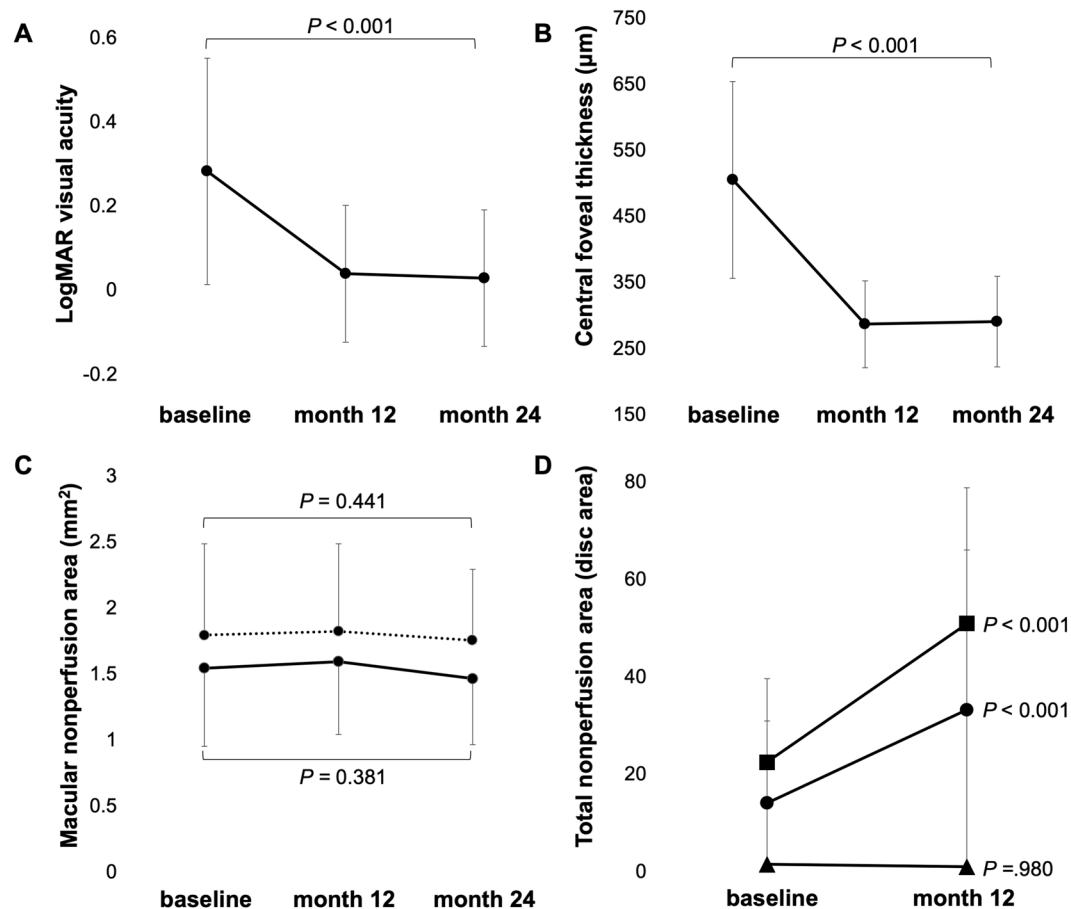 A
LogMAR visual acuity
0.6
0.4
0.2
0
-0.2
P < 0.001
baseline month 12 month 24
B
Central foveal thickness (μm)
750
650
550
450
350
250
150
P < 0.001
baseline month 12 month 24
C
Macular nonperfusion area (mm²)
3
2.5
2
1.5
1
0.5
0
P = 0.441
P = 0.381
baseline month 12 month 24
D
Total nonperfusion area (disc area)
80
60
40
20
0
P < 0.001
P < 0.001
P =.980
baseline month 12